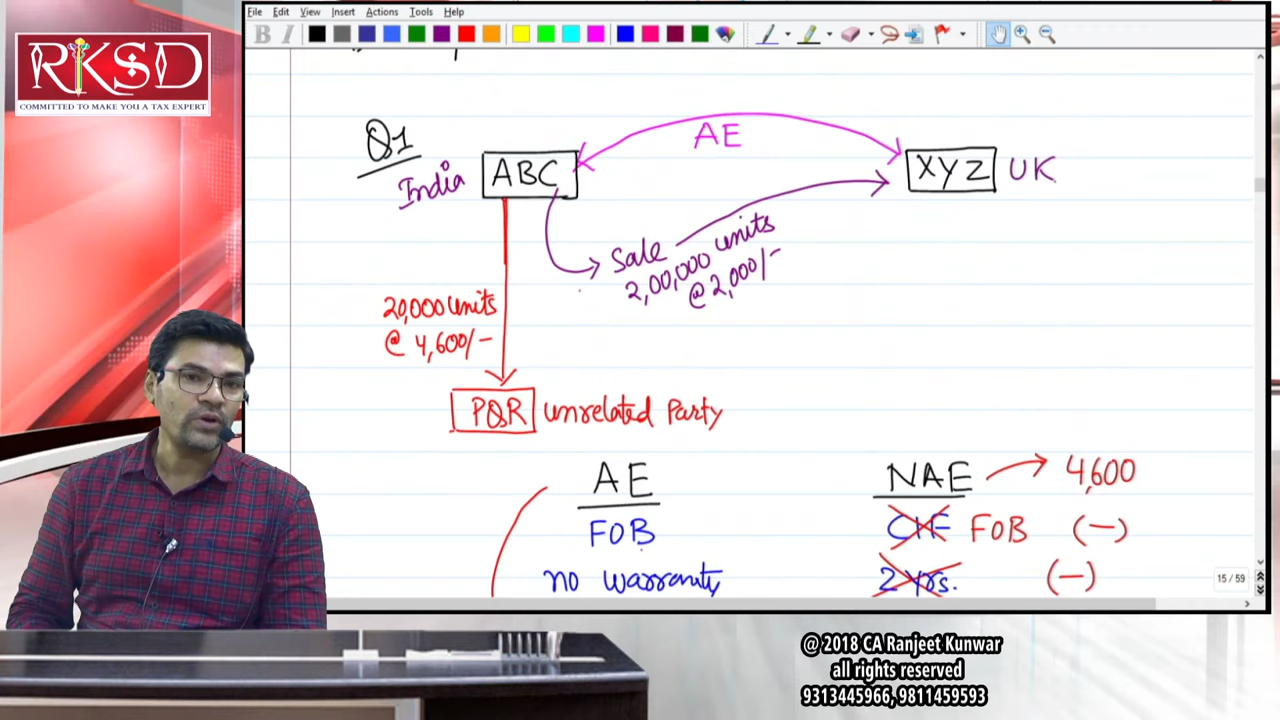 File Edit View Insert Actions Tools Help
B I
RKSD
COMMITTED TO MAKE YOU A TAX EXPERT
Q1
AE
India ABC
XYZ UK
Sale
2,00,000 units
@ 2,000/-
20,000 units
@ 4,600/-
PQR unrelated Party
AE
NAE 4,600
FOB
CIF FOB (-)
no warranty
2 yrs. (-)
15 / 59
@ 2018 CA Ranjeet Kunwar
all rights reserved
9313445966, 9811459593